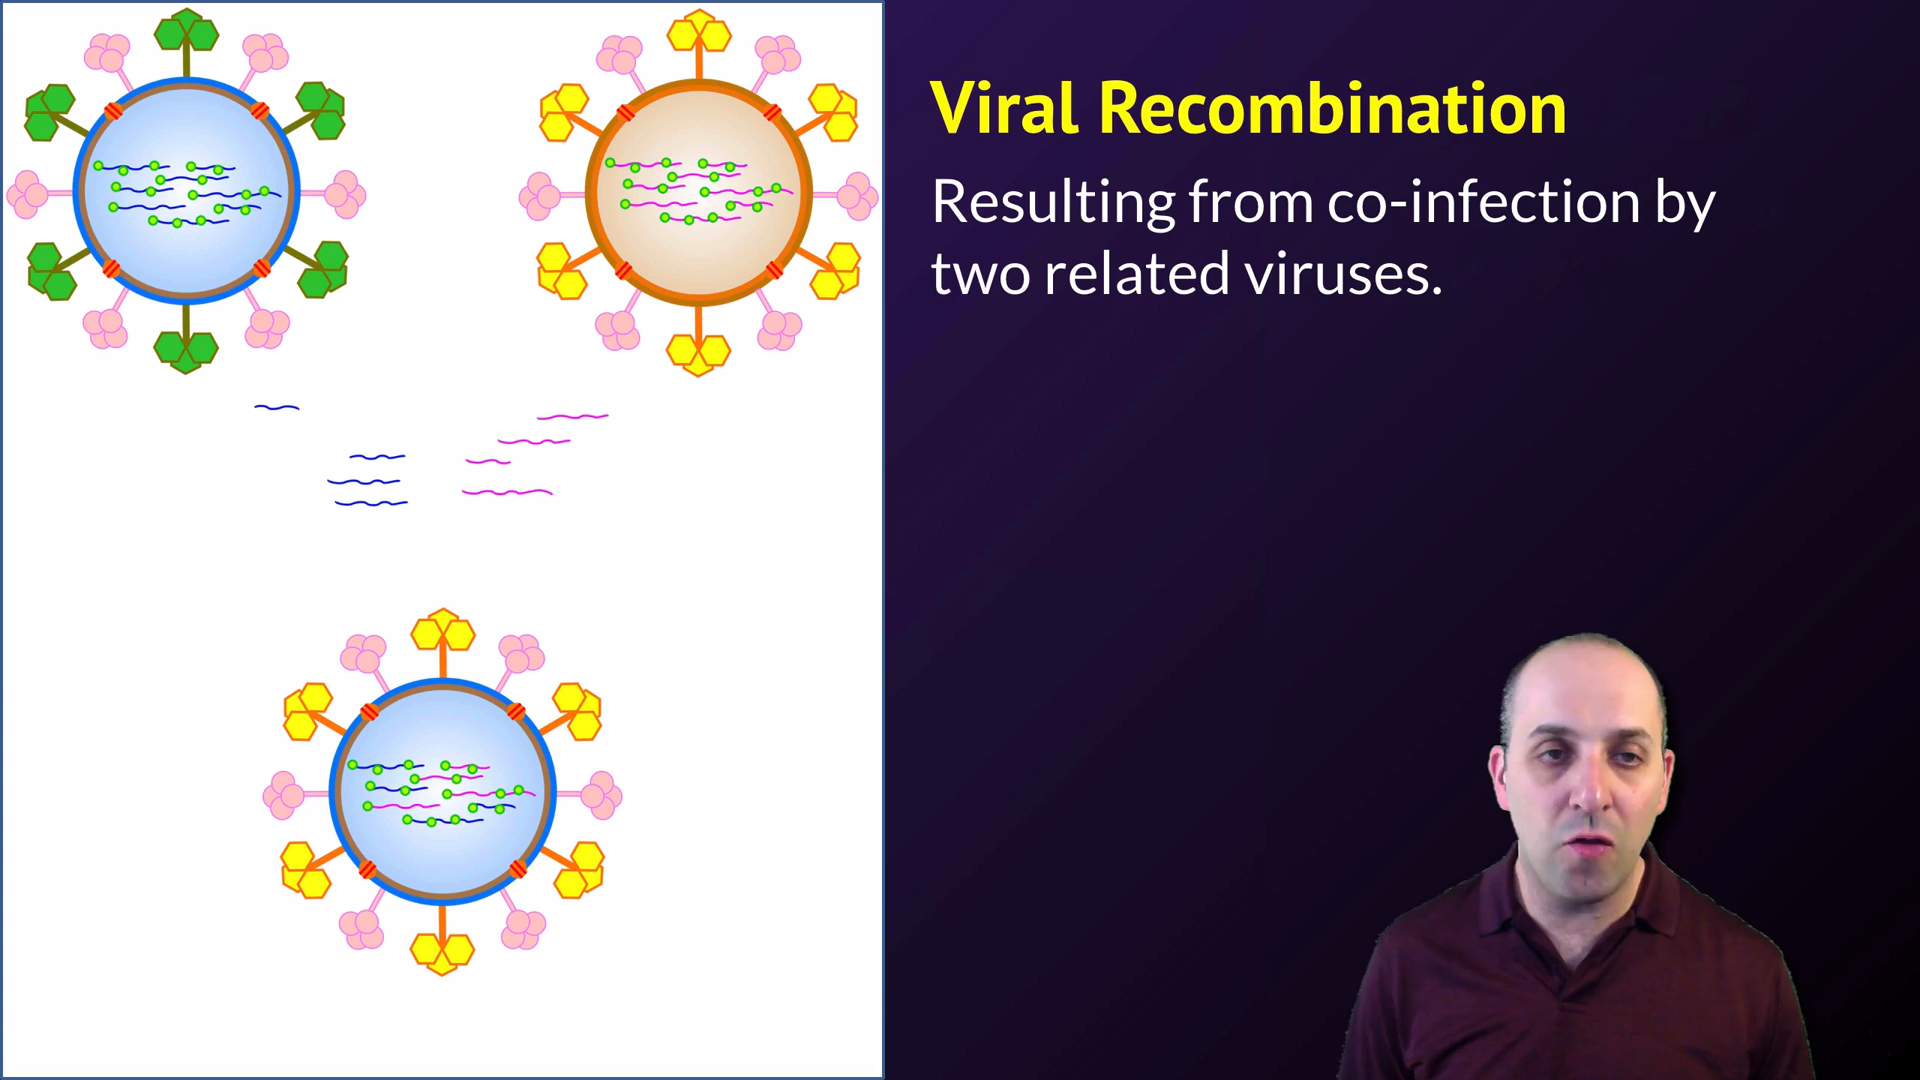 Viral Recombination
Resulting from co-infection by
two related viruses.